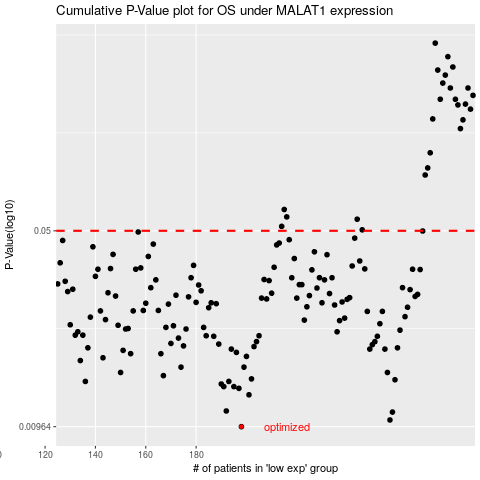 Cumulative P-Value plot for OS under MALAT1 expression
P-Value(log10)
0.05
0.00964
optimized
0 120 140 160 180
# of patients in 'low exp' group